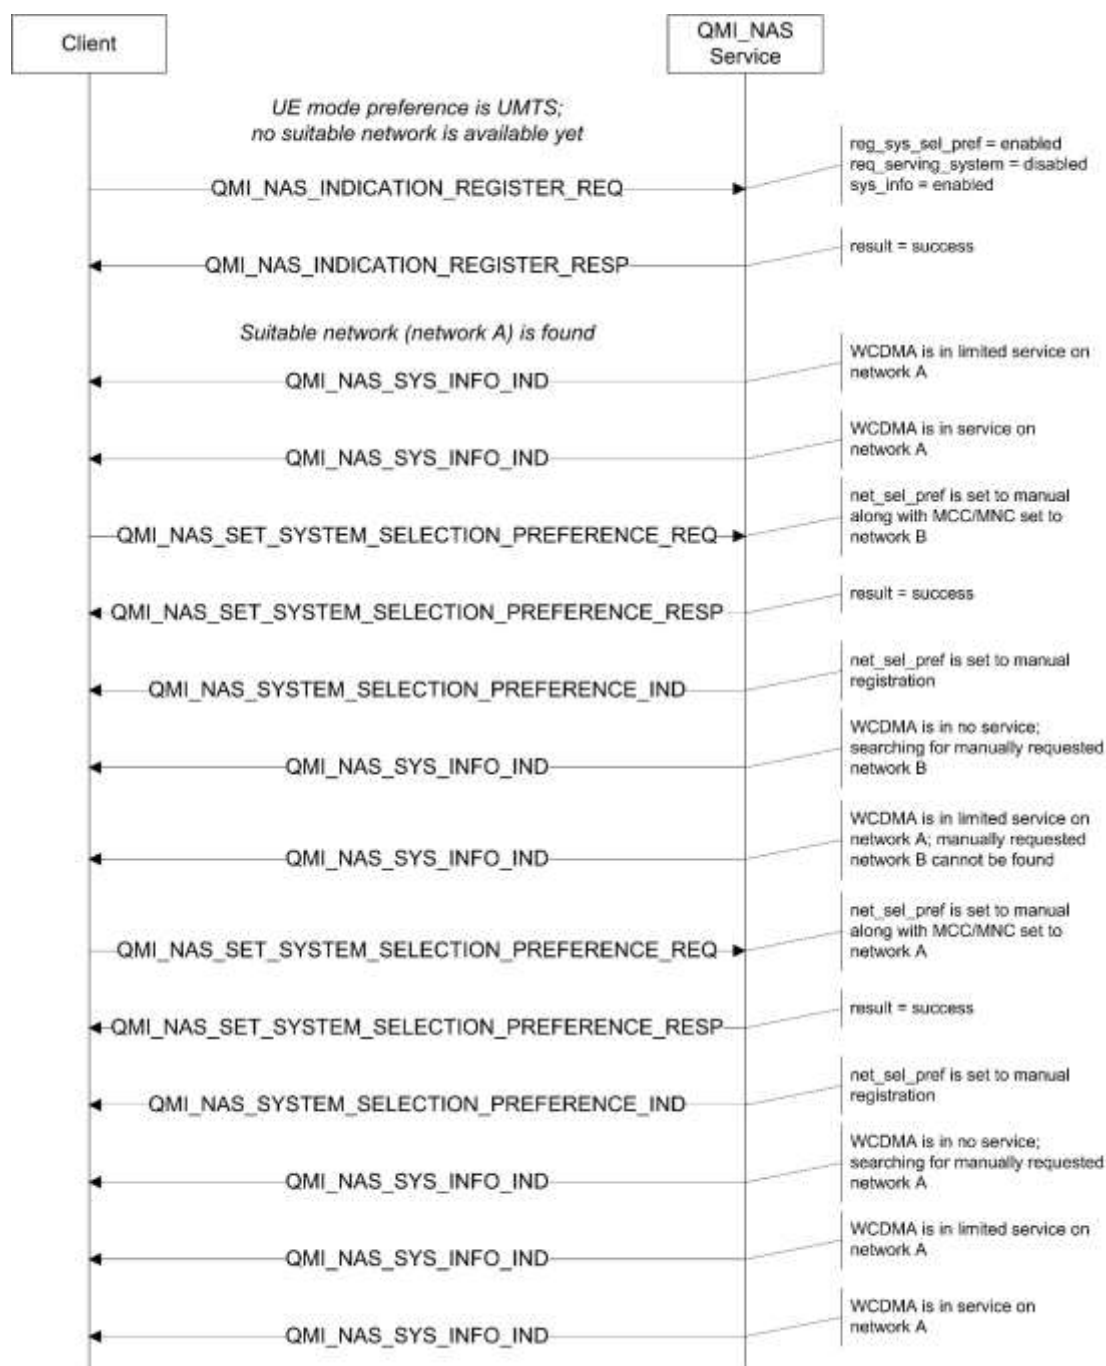 Client
QMI_NAS
Service
UE mode preference is UMTS;
no suitable network is available yet
reg_sys_sel_pref = enabled
req_serving_system = disabled
sys_info = enabled
QMI_NAS_INDICATION_REGISTER_REQ
result = success
QMI_NAS_INDICATION_REGISTER_RESP
Suitable network (network A) is found
WCDMA is in limited service on
network A
QMI_NAS_SYS_INFO_IND
WCDMA is in service on
network A
QMI_NAS_SYS_INFO_IND
net_sel_pref is set to manual
along with MCC/MNC set to
network B
QMI_NAS_SET_SYSTEM_SELECTION_PREFERENCE_REQ
result = success
QMI_NAS_SET_SYSTEM_SELECTION_PREFERENCE_RESP
net_sel_pref is set to manual
registration
QMI_NAS_SYSTEM_SELECTION_PREFERENCE_IND
WCDMA is in no service;
searching for manually requested
network B
QMI_NAS_SYS_INFO_IND
WCDMA is in limited service on
network A; manually requested
network B cannot be found
QMI_NAS_SYS_INFO_IND
net_sel_pref is set to manual
along with MCC/MNC set to
network A
QMI_NAS_SET_SYSTEM_SELECTION_PREFERENCE_REQ
result = success
QMI_NAS_SET_SYSTEM_SELECTION_PREFERENCE_RESP
net_sel_pref is set to manual
registration
QMI_NAS_SYSTEM_SELECTION_PREFERENCE_IND
WCDMA is in no service;
searching for manually requested
network A
QMI_NAS_SYS_INFO_IND
WCDMA is in limited service on
network A
QMI_NAS_SYS_INFO_IND
WCDMA is in service on
network A
QMI_NAS_SYS_INFO_IND